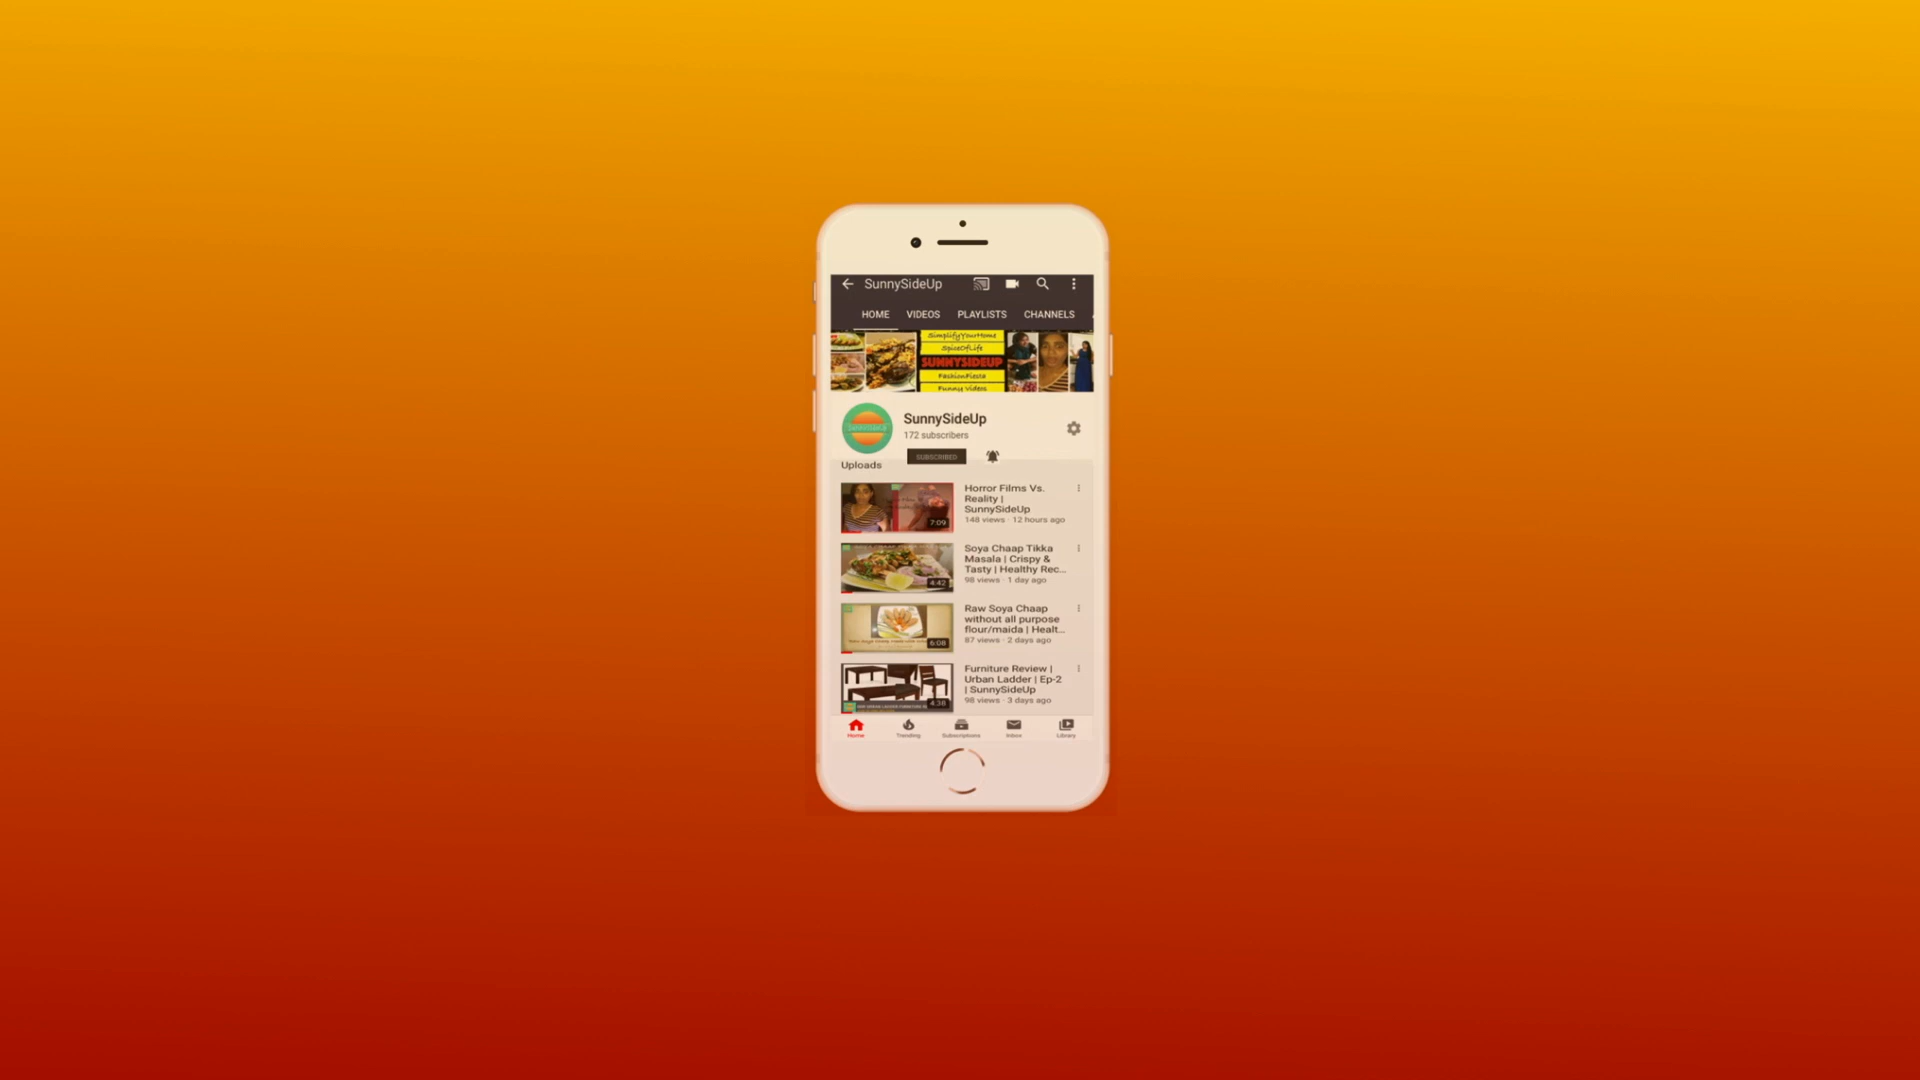 SunnySideUp
HOME VIDEOS PLAYLISTS CHANNELS
SimplifyYourHome
SpiceOfLife
SUNNYSIDEUP
FashionFiesta
Funny Videos
SunnySideUp
172 subscribers
SUBSCRIBED
Uploads
Horror Films Vs.
Reality |
SunnySideUp
148 views · 12 hours ago
7:09
Soya Chaap Tikka
Masala | Crispy &
Tasty | Healthy Rec...
98 views · 1 day ago
4:42
Raw Soya Chaap
without all purpose
flour/maida | Healt...
87 views · 2 days ago
6:08
Furniture Review |
Urban Ladder | Ep-2
| SunnySideUp
98 views · 3 days ago
4:38
Home Trending Subscriptions Inbox Library